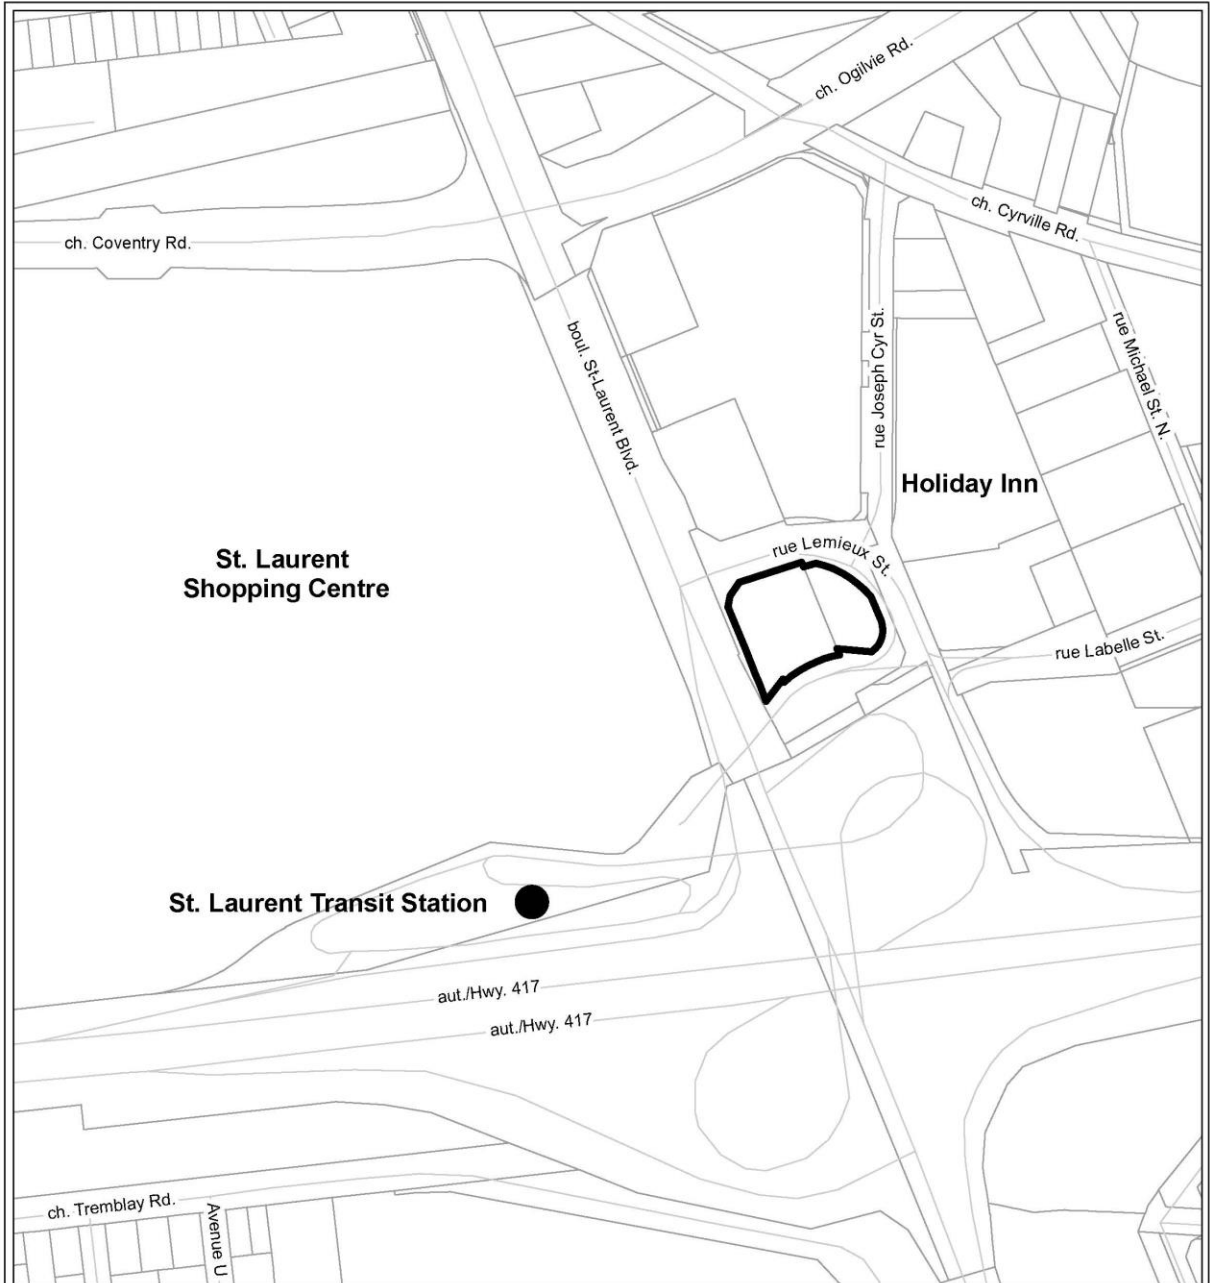 ch. Ogilvie Rd.
ch. Cyrville Rd.
ch. Coventry Rd.
boul. St-Laurent Blvd.
rue Joseph Cyr St.
rue Michael St. N.
Holiday Inn
St. Laurent
Shopping Centre
rue Lemieux St.
rue Labelle St.
St. Laurent Transit Station
aut./Hwy. 417
aut./Hwy. 417
ch. Tremblay Rd.
Avenue U